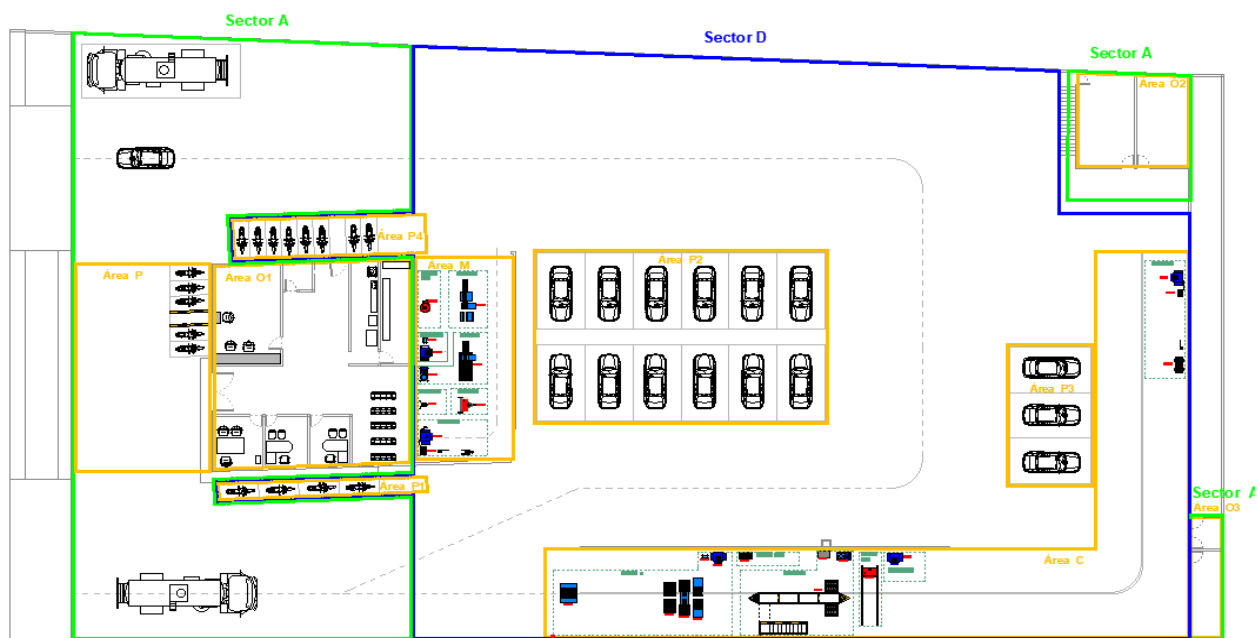 Sector A
Sector D
Sector A
Área O2
Área P4
Área P
Área O1
Área M
Área P2
Área P3
Área P1
Sector A
Área O3
Área C